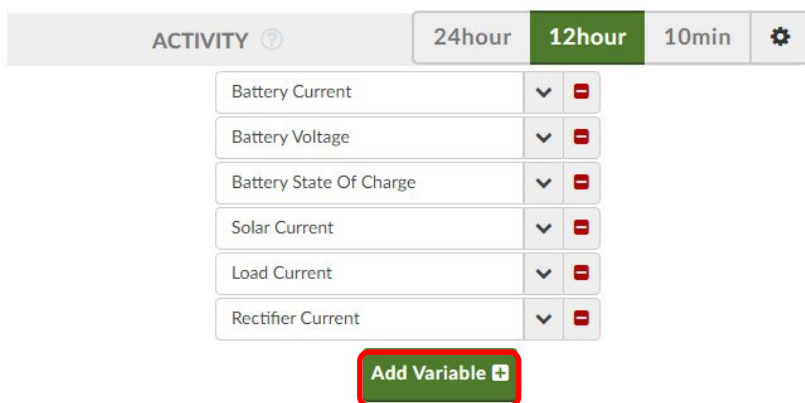 ACTIVITY ? 24hour 12hour 10min
Battery Current
Battery Voltage
Battery State Of Charge
Solar Current
Load Current
Rectifier Current
Add Variable